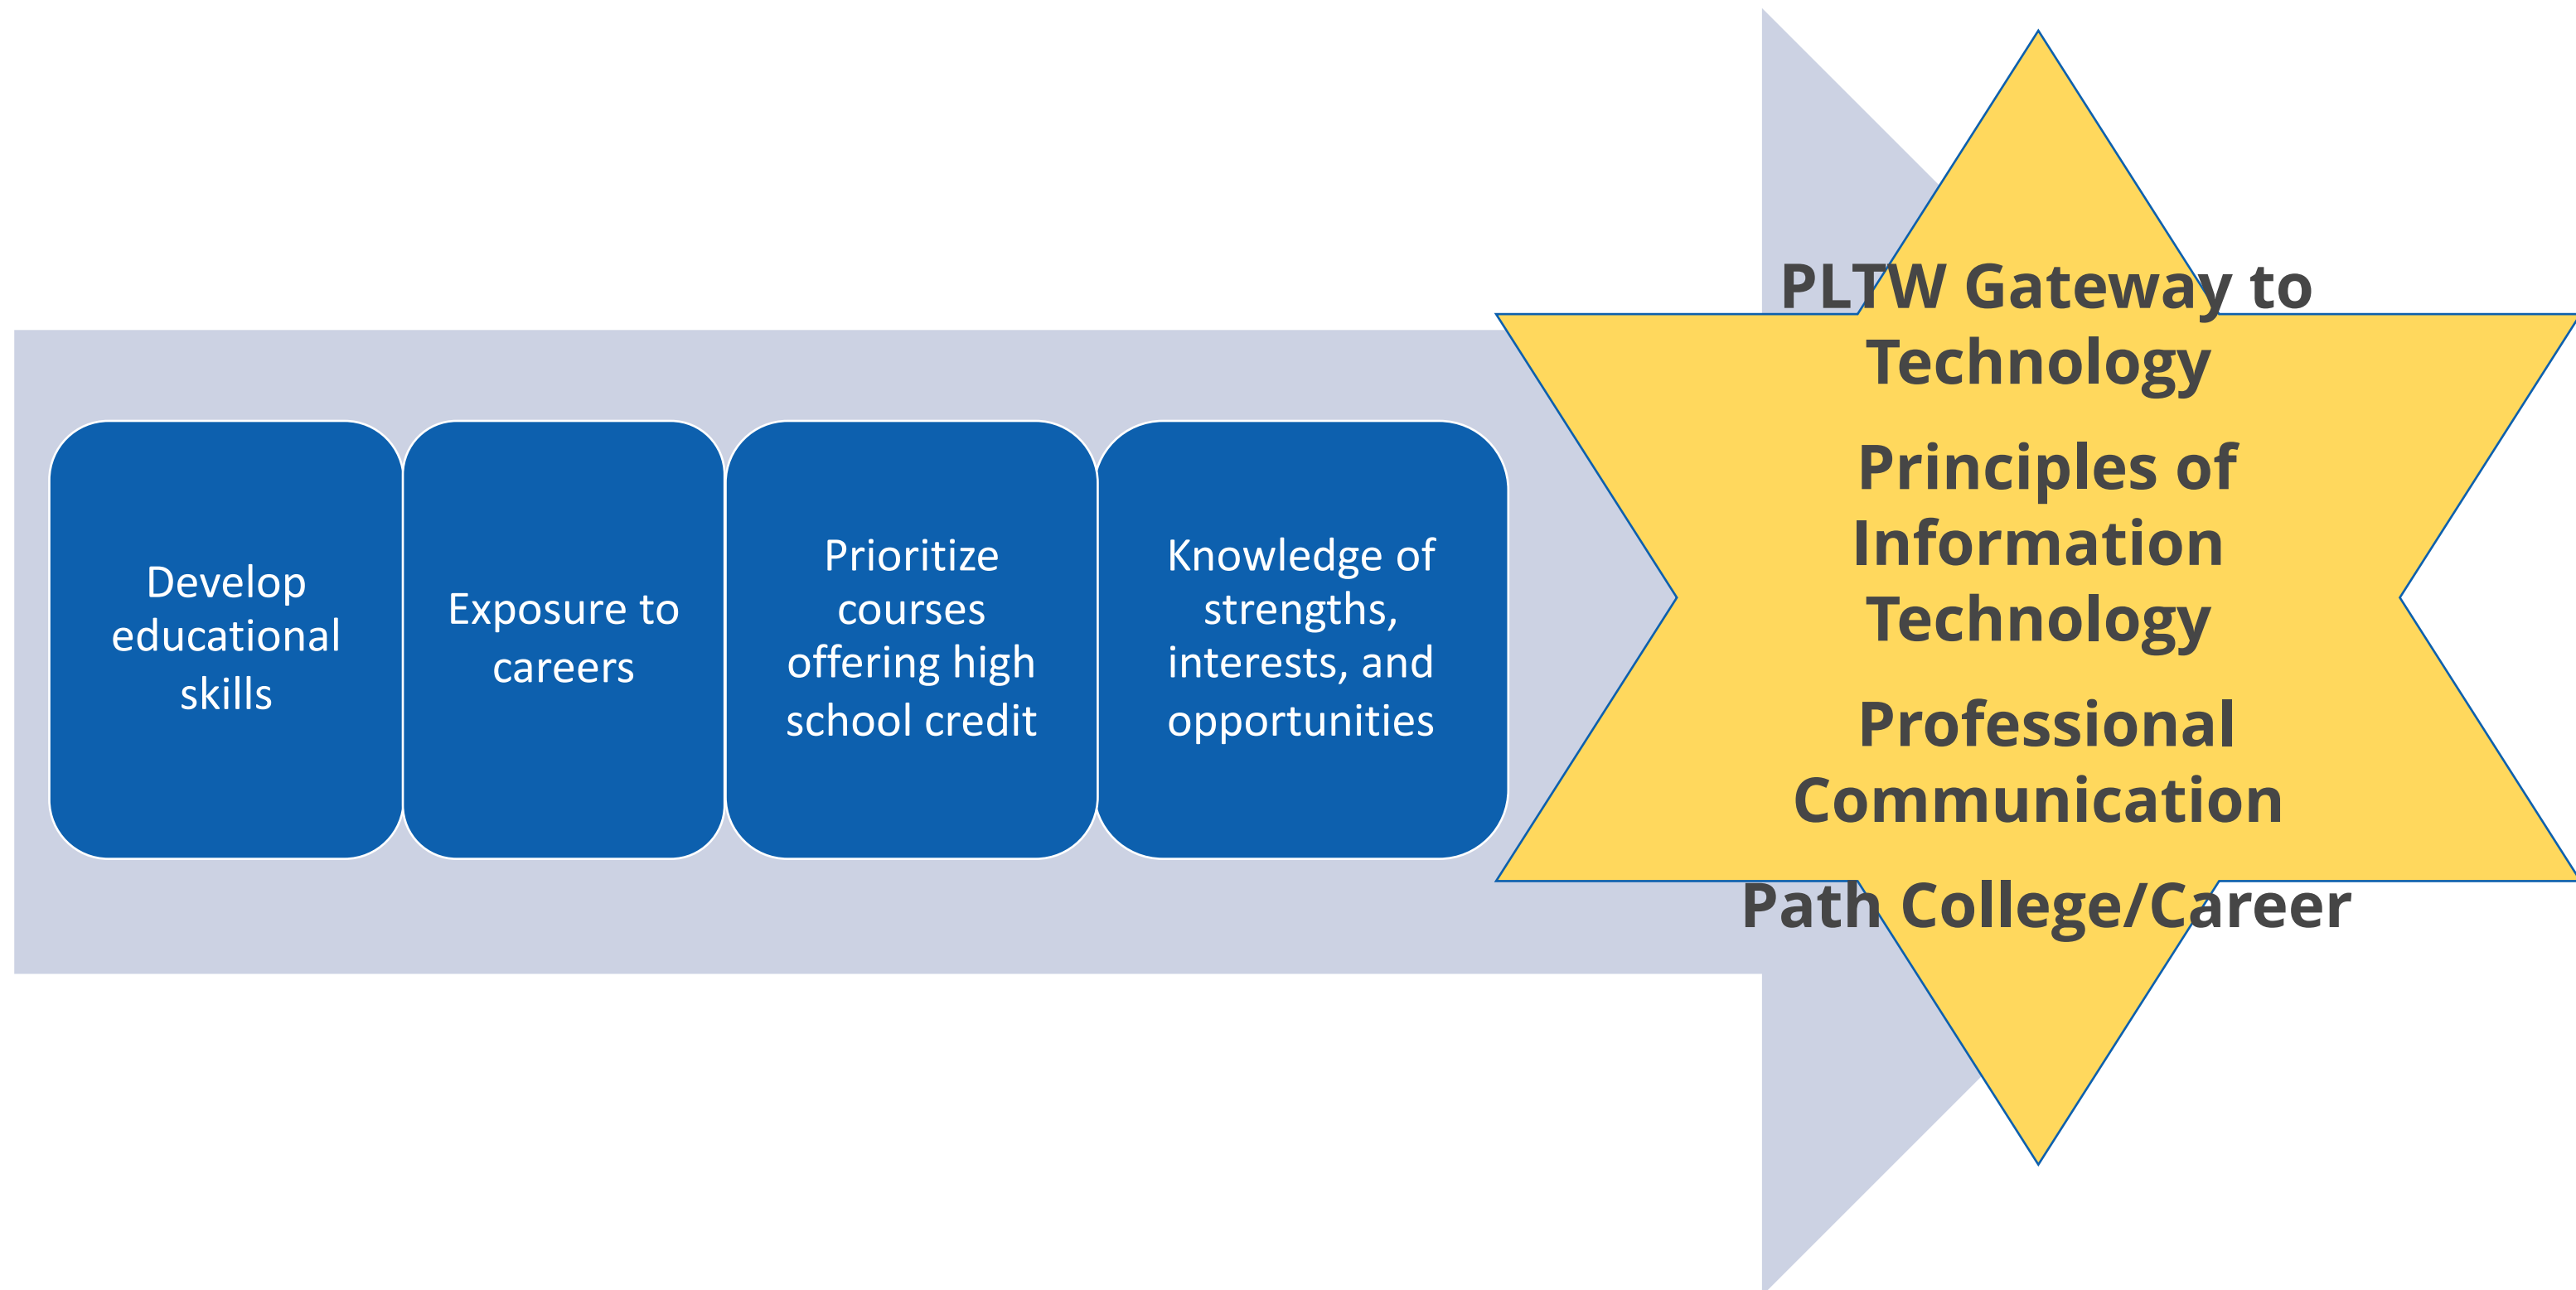 Develop
educational
skills
Exposure to
careers
Prioritize
courses
offering high
school credit
Knowledge of
strengths,
interests, and
opportunities
PLTW Gateway to
Technology
Principles of
Information
Technology
Professional
Communication
Path College/Career